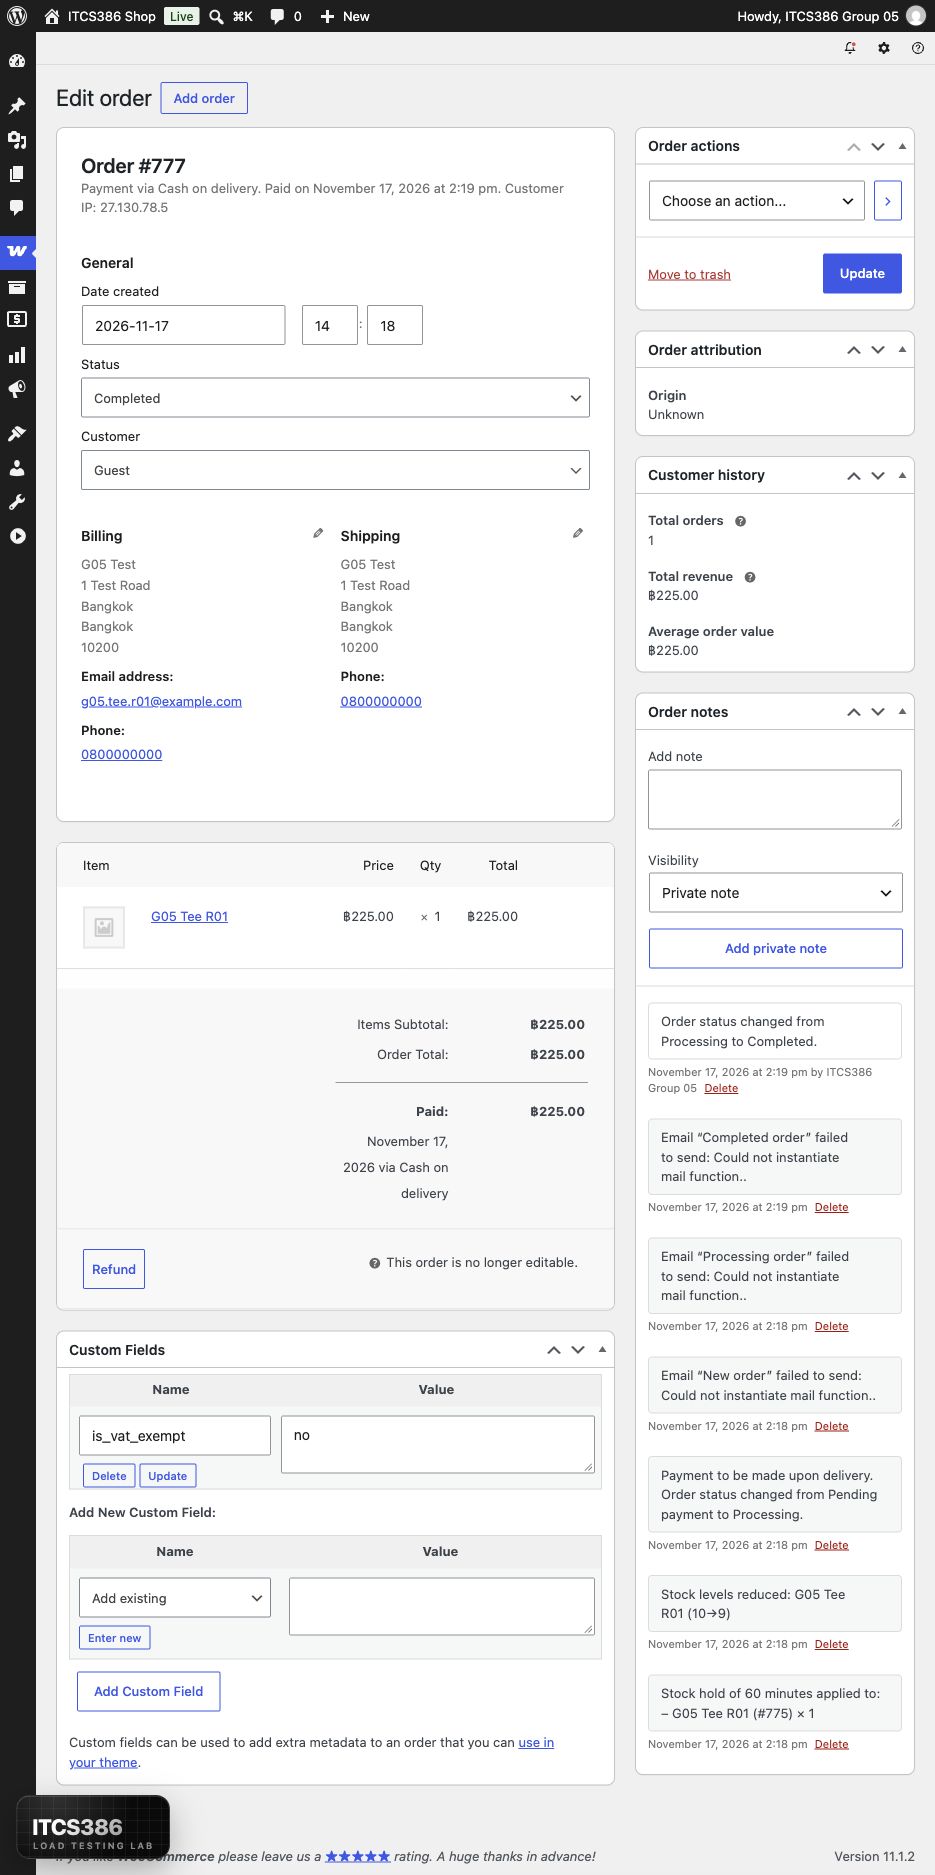 ITCS386 Shop Live ⌘K 0 New
Howdy, ITCS386 Group 05
Edit order
Add order
Order #777
Payment via Cash on delivery. Paid on November 17, 2026 at 2:19 pm. Customer
IP: 27.130.78.5
General
Date created
2026-11-17 14 : 18
Status
Completed
Customer
Guest
Billing
G05 Test
1 Test Road
Bangkok
Bangkok
10200
Email address:
g05.tee.r01@example.com
Phone:
0800000000
Shipping
G05 Test
1 Test Road
Bangkok
Bangkok
10200
Phone:
0800000000
Item Price Qty Total
G05 Tee R01 ฿225.00 × 1 ฿225.00
Items Subtotal: ฿225.00
Order Total: ฿225.00
Paid: ฿225.00
November 17,
2026 via Cash on
delivery
Refund
This order is no longer editable.
Custom Fields
Name Value
is_vat_exempt no
Delete Update
Add New Custom Field:
Name Value
Add existing
Enter new
Add Custom Field
Custom fields can be used to add extra metadata to an order that you can use in
your theme.
Order actions
Choose an action...
Move to trash
Update
Order attribution
Origin
Unknown
Customer history
Total orders
1
Total revenue
฿225.00
Average order value
฿225.00
Order notes
Add note
Visibility
Private note
Add private note
Order status changed from
Processing to Completed.
November 17, 2026 at 2:19 pm by ITCS386
Group 05 Delete
Email “Completed order” failed
to send: Could not instantiate
mail function..
November 17, 2026 at 2:19 pm Delete
Email “Processing order” failed
to send: Could not instantiate
mail function..
November 17, 2026 at 2:18 pm Delete
Email “New order” failed to send:
Could not instantiate mail function..
November 17, 2026 at 2:18 pm Delete
Payment to be made upon delivery.
Order status changed from Pending
payment to Processing.
November 17, 2026 at 2:18 pm Delete
Stock levels reduced: G05 Tee
R01 (10→9)
November 17, 2026 at 2:18 pm Delete
Stock hold of 60 minutes applied to:
– G05 Tee R01 (#775) × 1
November 17, 2026 at 2:18 pm Delete
ITCS386
LOAD TESTING LAB
please leave us a ★★★★★ rating. A huge thanks in advance!
Version 11.1.2